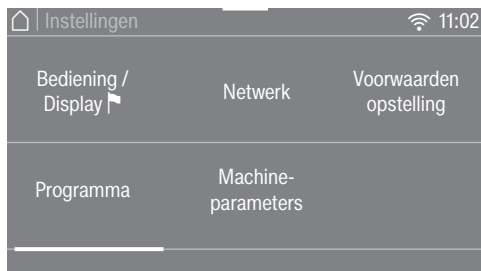 Instellingen
11:02
Bediening /
Display
Netwerk
Voorwaarden
opstelling
Programma
Machine-
parameters